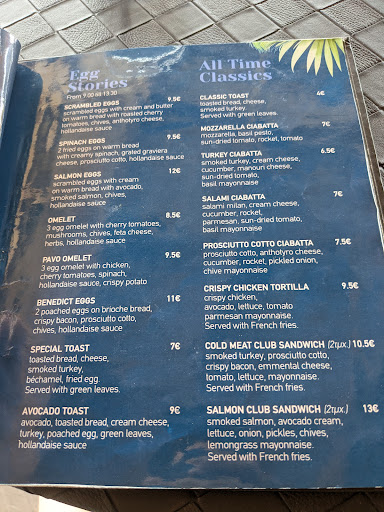 Egg
Stories
From 9.00 till 13.30
SCRAMBLED EGGS 9.5€
scrambled eggs with cream and butter
on warm bread with roasted cherry
tomatoes, chives, anthotyro cheese,
hollandaise sauce
SPINACH EGGS 9.5€
2 fried eggs on warm bread
with creamy spinach, grated graviera
cheese, prosciutto cotto, hollandaise sauce
SALMON EGGS 12€
scrambled eggs with cream
on warm bread with avocado,
smoked salmon, chives,
hollandaise sauce
OMELET 8.5€
3 egg omelet with cherry tomatoes,
mushrooms, chives, feta cheese,
herbs, hollandaise sauce
PAVO OMELET 9.5€
3 egg omelet with chicken,
cherry tomatoes, spinach,
hollandaise sauce, crispy potato
BENEDICT EGGS 11€
2 poached eggs on brioche bread,
crispy bacon, prosciutto cotto,
chives, hollandaise sauce
SPECIAL TOAST 7€
toasted bread, cheese,
smoked turkey,
béchamel, fried egg.
Served with green leaves.
AVOCADO TOAST 9€
avocado, toasted bread, cream cheese,
turkey, poached egg, green leaves,
hollandaise sauce
All Time
Classics
CLASSIC TOAST 4€
toasted bread, cheese,
smoked turkey.
Served with green leaves.
MOZZARELLA CIABATTA 7€
mozzarella, basil pesto,
sun-dried tomato, rocket, tomato
TURKEY CIABATTA 6.5€
smoked turkey, cream cheese,
cucumber, manouri cheese,
sun-dried tomato,
basil mayonnaise
SALAMI CIABATTA 7€
salami milan, cream cheese,
cucumber, rocket,
parmesan, sun-dried tomato,
basil mayonnaise
PROSCIUTTO COTTO CIABATTA 7.5€
prosciutto cotto, anthotyro cheese,
cucumber, rocket, pickled onion,
chive mayonnaise
CRISPY CHICKEN TORTILLA 9.5€
crispy chicken,
avocado, lettuce, tomato
parmesan mayonnaise.
Served with French fries.
COLD MEAT CLUB SANDWICH (2τμχ.) 10.5€
smoked turkey, prosciutto cotto,
crispy bacon, emmental cheese,
tomato, lettuce, mayonnaise.
Served with French fries.
SALMON CLUB SANDWICH (2τμχ.) 13€
smoked salmon, avocado cream,
lettuce, onion, pickles, chives,
lemongrass mayonnaise.
Served with French fries.